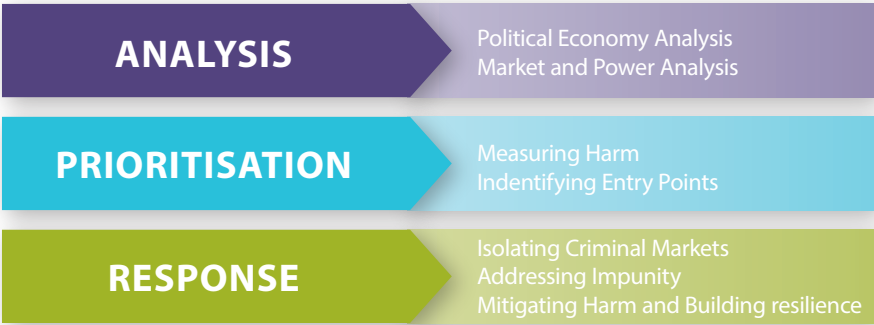 ANALYSIS
Political Economy Analysis
Market and Power Analysis
PRIORITISATION
Measuring Harm
Indentifying Entry Points
RESPONSE
Isolating Criminal Markets
Addressing Impunity
Mitigating Harm and Building resilience